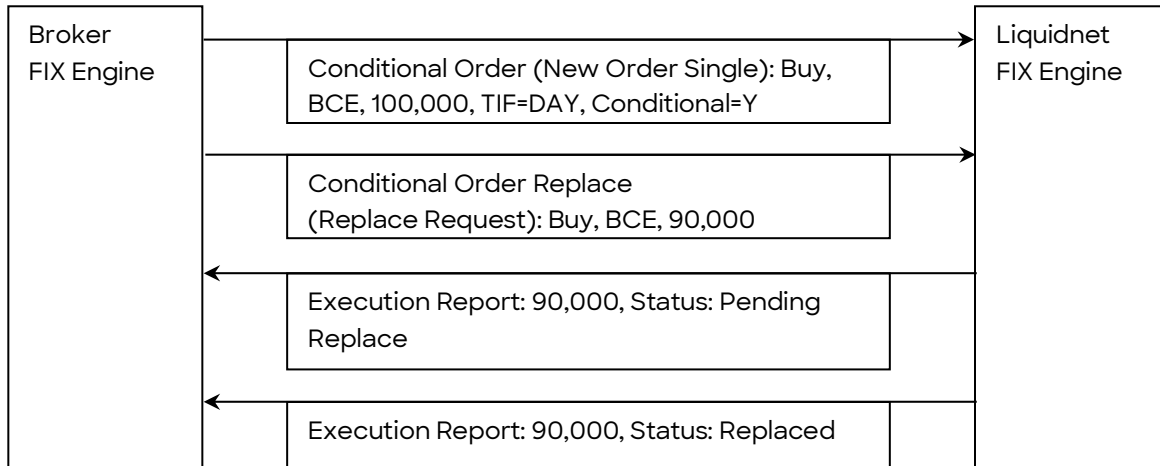 Broker
FIX Engine
Liquidnet
FIX Engine
Conditional Order (New Order Single): Buy,
BCE, 100,000, TIF=DAY, Conditional=Y
Conditional Order Replace
(Replace Request): Buy, BCE, 90,000
Execution Report: 90,000, Status: Pending
Replace
Execution Report: 90,000, Status: Replaced